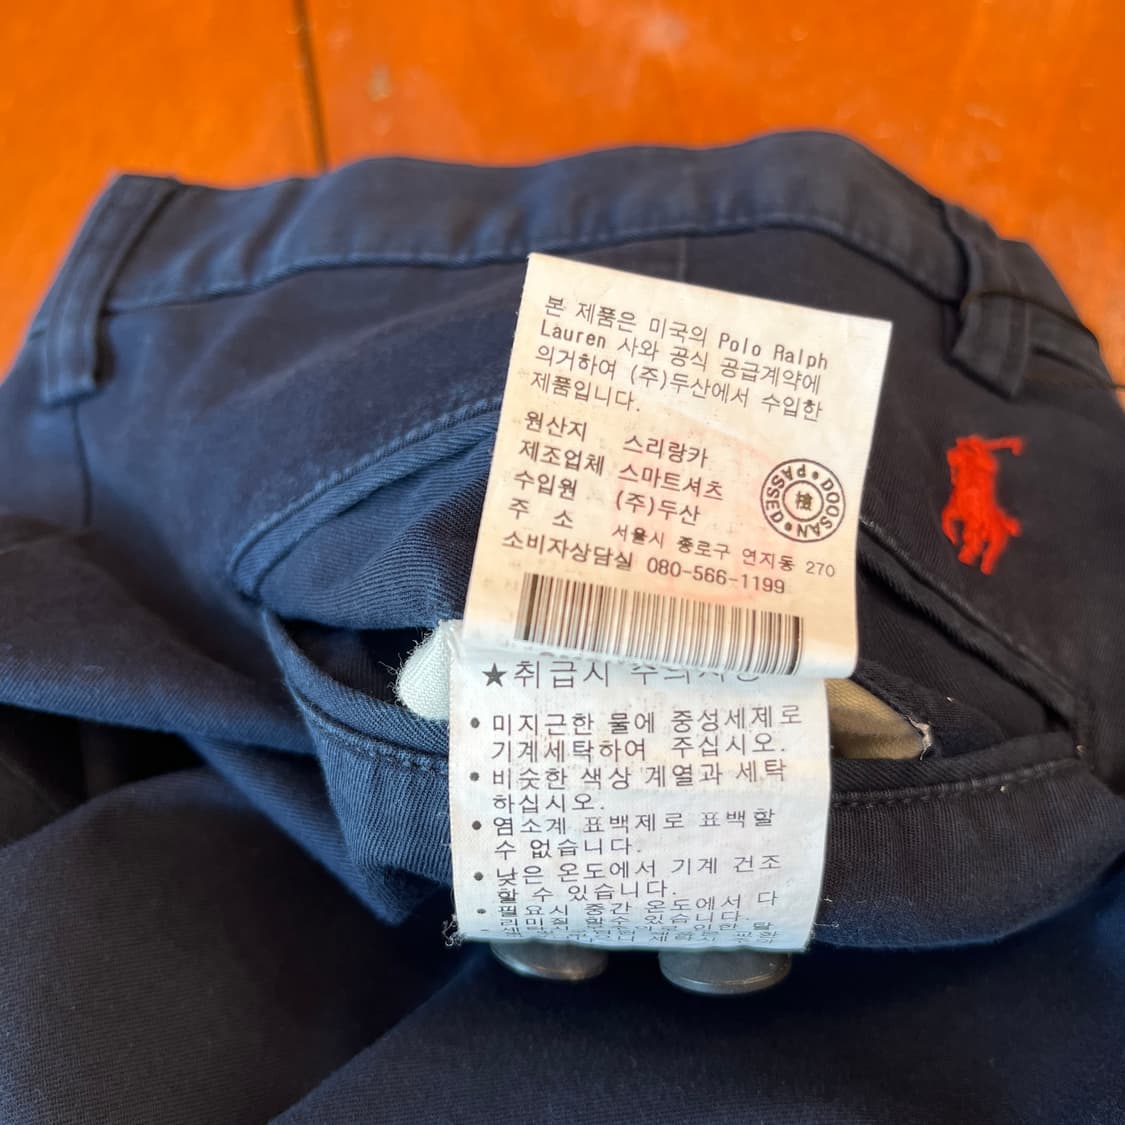 본 제품은 미국의 Polo Ralph
Lauren 사와 공식 공급계약에
의거하여 (주)두산에서 수입한
제품입니다.
원산지 스리랑카
제조업체 스마트셔츠
수입원 (주)두산
주 소 서울시 종로구 연지동 270
소비자상담실 080-566-1199
DOOSAN PASSED
檢
★취급시 주의사항
• 미지근한 물에 중성세제로
기계세탁하여 주십시오.
• 비슷한 색상 계열과 세탁
하십시오.
• 염소계 표백제로 표백할
수 없습니다.
• 낮은 온도에서 기계 건조
할 수 있습니다.
• 필요시 중간 온도에서 다
리미질 할수 있습니다.